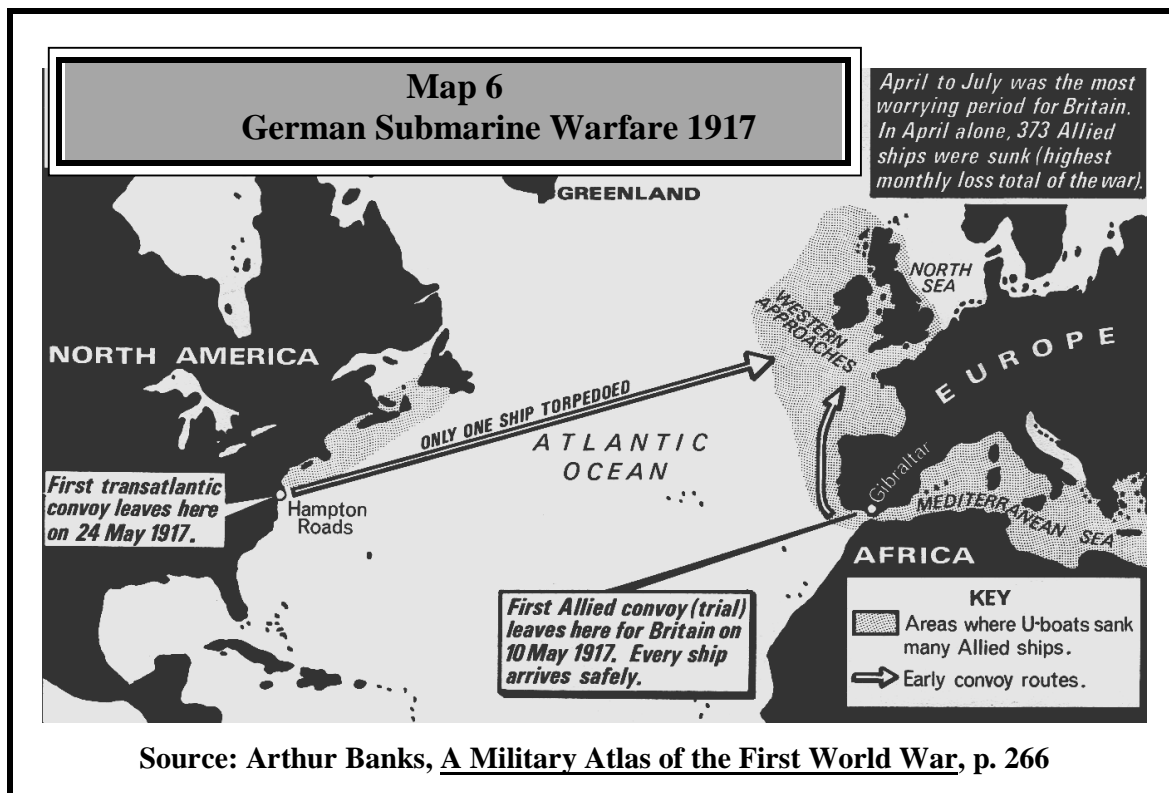 Map 6
German Submarine Warfare 1917
April to July was the most
worrying period for Britain.
In April alone, 373 Allied
ships were sunk (highest
monthly loss total of the war).
GREENLAND
NORTH
SEA
WESTERN
APPROACHES
NORTH AMERICA
EUROPE
ONLY ONE SHIP TORPEDOED
ATLANTIC
OCEAN
Gibraltar
First transatlantic
convoy leaves here
on 24 May 1917.
Hampton
Roads
MEDITERRANEAN SEA
AFRICA
First Allied convoy (trial)
leaves here for Britain on
10 May 1917. Every ship
arrives safely.
KEY
Areas where U-boats sank
many Allied ships.
Early convoy routes.
Source: Arthur Banks, A Military Atlas of the First World War, p. 266